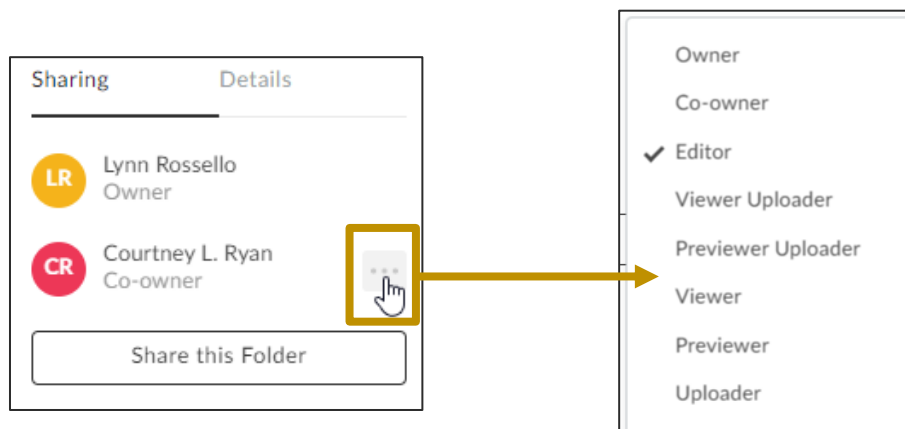 Sharing Details
LR
Lynn Rossello
Owner
CR
Courtney L. Ryan
Co-owner
Share this Folder
Owner
Co-owner
Editor
Viewer Uploader
Previewer Uploader
Viewer
Previewer
Uploader